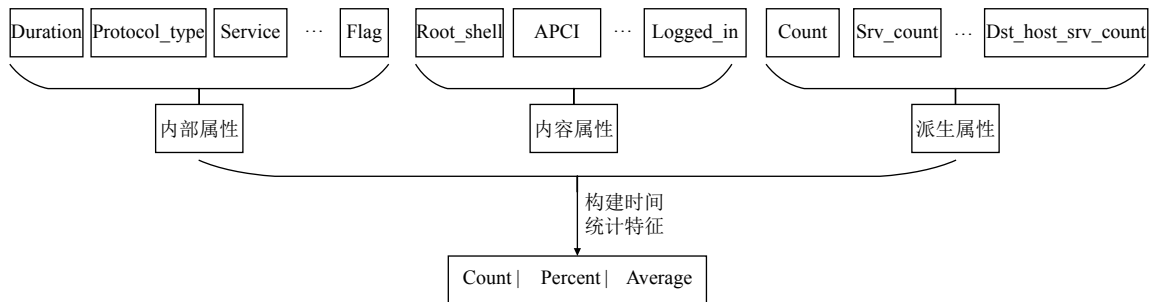 Duration Protocol_type Service … Flag Root_shell APCI … Logged_in Count Srv_count … Dst_host_srv_count
内部属性 内容属性 派生属性
构建时间
统计特征
Count | Percent | Average